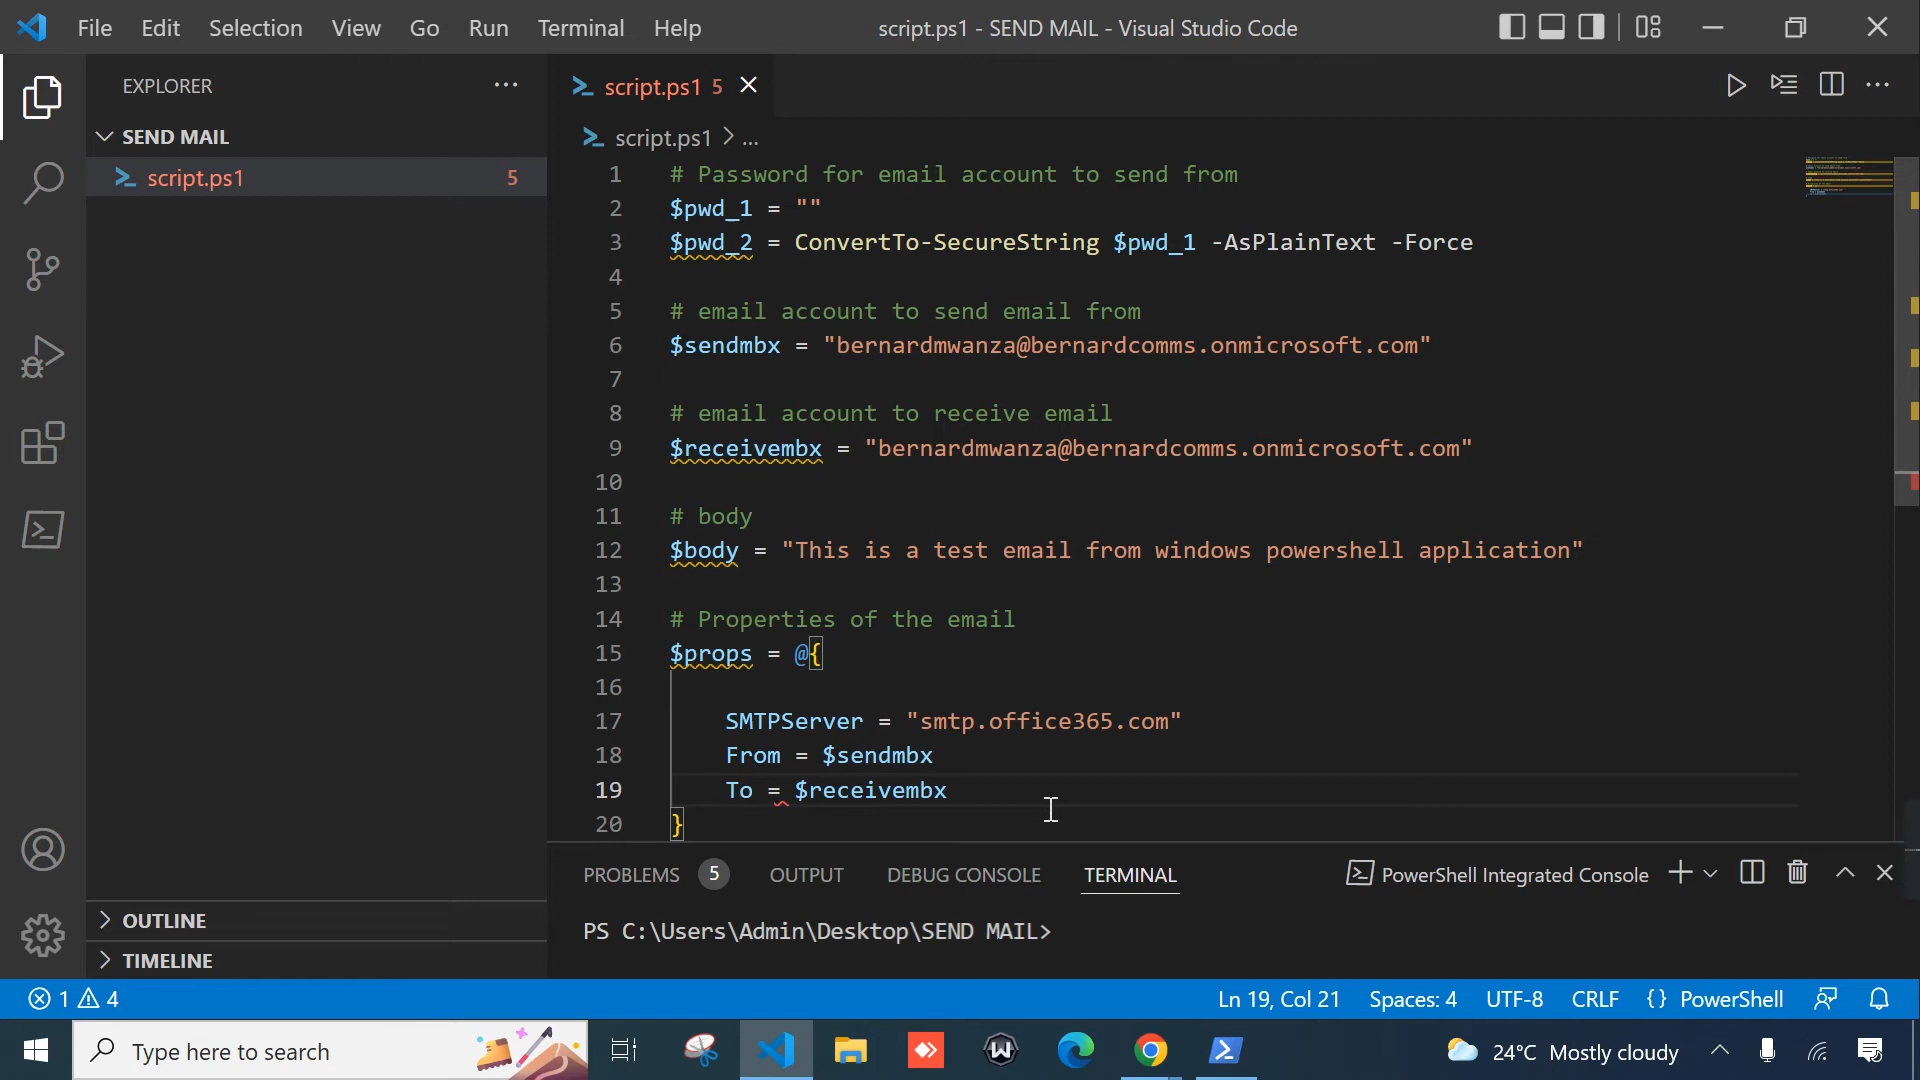 File Edit Selection View Go Run Terminal Help
script.ps1 - SEND MAIL - Visual Studio Code
EXPLORER
SEND MAIL
script.ps1 5
script.ps1 5
script.ps1 > ...
1 # Password for email account to send from
2 $pwd_1 = ""
3 $pwd_2 = ConvertTo-SecureString $pwd_1 -AsPlainText -Force
4
5 # email account to send email from
6 $sendmbx = "bernardmwanza@bernardcomms.onmicrosoft.com"
7
8 # email account to receive email
9 $receivembx = "bernardmwanza@bernardcomms.onmicrosoft.com"
10
11 # body
12 $body = "This is a test email from windows powershell application"
13
14 # Properties of the email
15 $props = @{
16
17 SMTPServer = "smtp.office365.com"
18 From = $sendmbx
19 To = $receivembx
20 }
OUTLINE
TIMELINE
PROBLEMS 5 OUTPUT DEBUG CONSOLE TERMINAL
PowerShell Integrated Console
PS C:\Users\Admin\Desktop\SEND MAIL>
1 4
Ln 19, Col 21 Spaces: 4 UTF-8 CRLF {} PowerShell
Type here to search
24°C Mostly cloudy